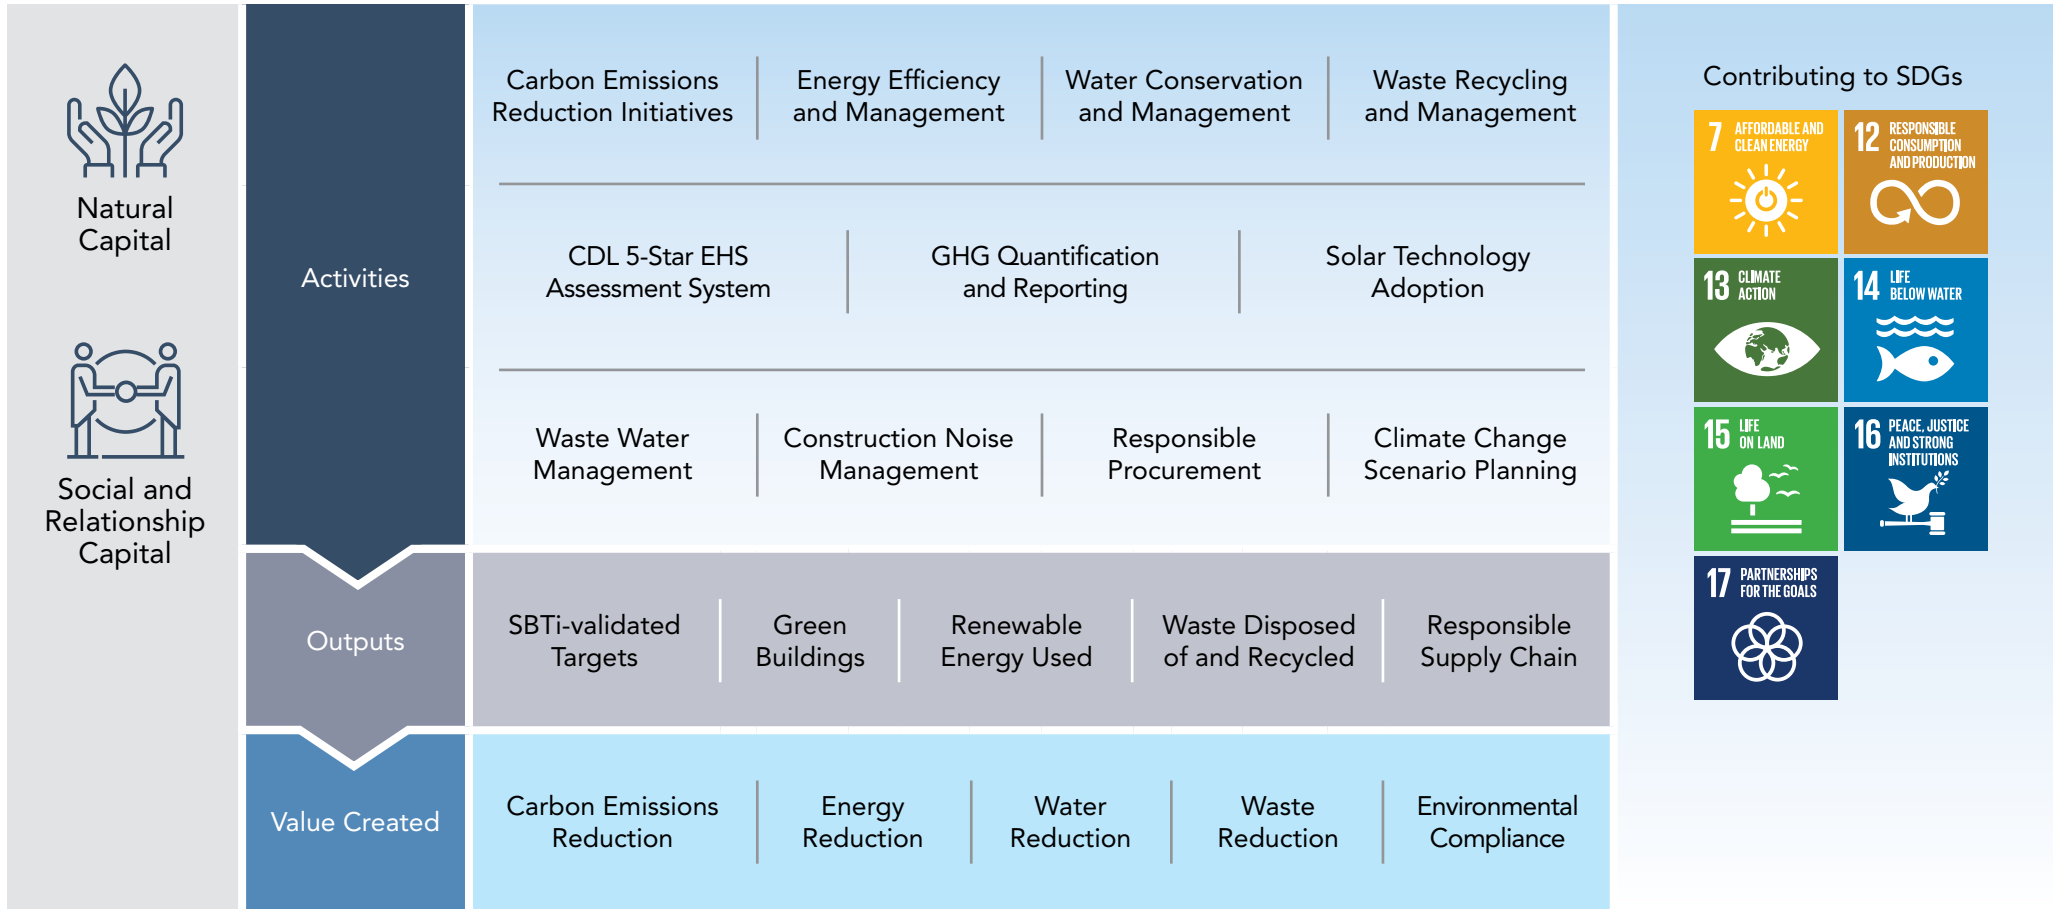 Natural
Capital
Social and
Relationship
Capital
Activities
Carbon Emissions
Reduction Initiatives
Energy Efficiency
and Management
Water Conservation
and Management
Waste Recycling
and Management
CDL 5-Star EHS
Assessment System
GHG Quantification
and Reporting
Solar Technology
Adoption
Waste Water
Management
Construction Noise
Management
Responsible
Procurement
Climate Change
Scenario Planning
Outputs
SBTi-validated
Targets
Green
Buildings
Renewable
Energy Used
Waste Disposed
of and Recycled
Responsible
Supply Chain
Value Created
Carbon Emissions
Reduction
Energy
Reduction
Water
Reduction
Waste
Reduction
Environmental
Compliance
Contributing to SDGs
7 AFFORDABLE AND
CLEAN ENERGY
12 RESPONSIBLE
CONSUMPTION
AND PRODUCTION
13 CLIMATE
ACTION
14 LIFE
BELOW WATER
15 LIFE
ON LAND
16 PEACE, JUSTICE
AND STRONG
INSTITUTIONS
17 PARTNERSHIPS
FOR THE GOALS